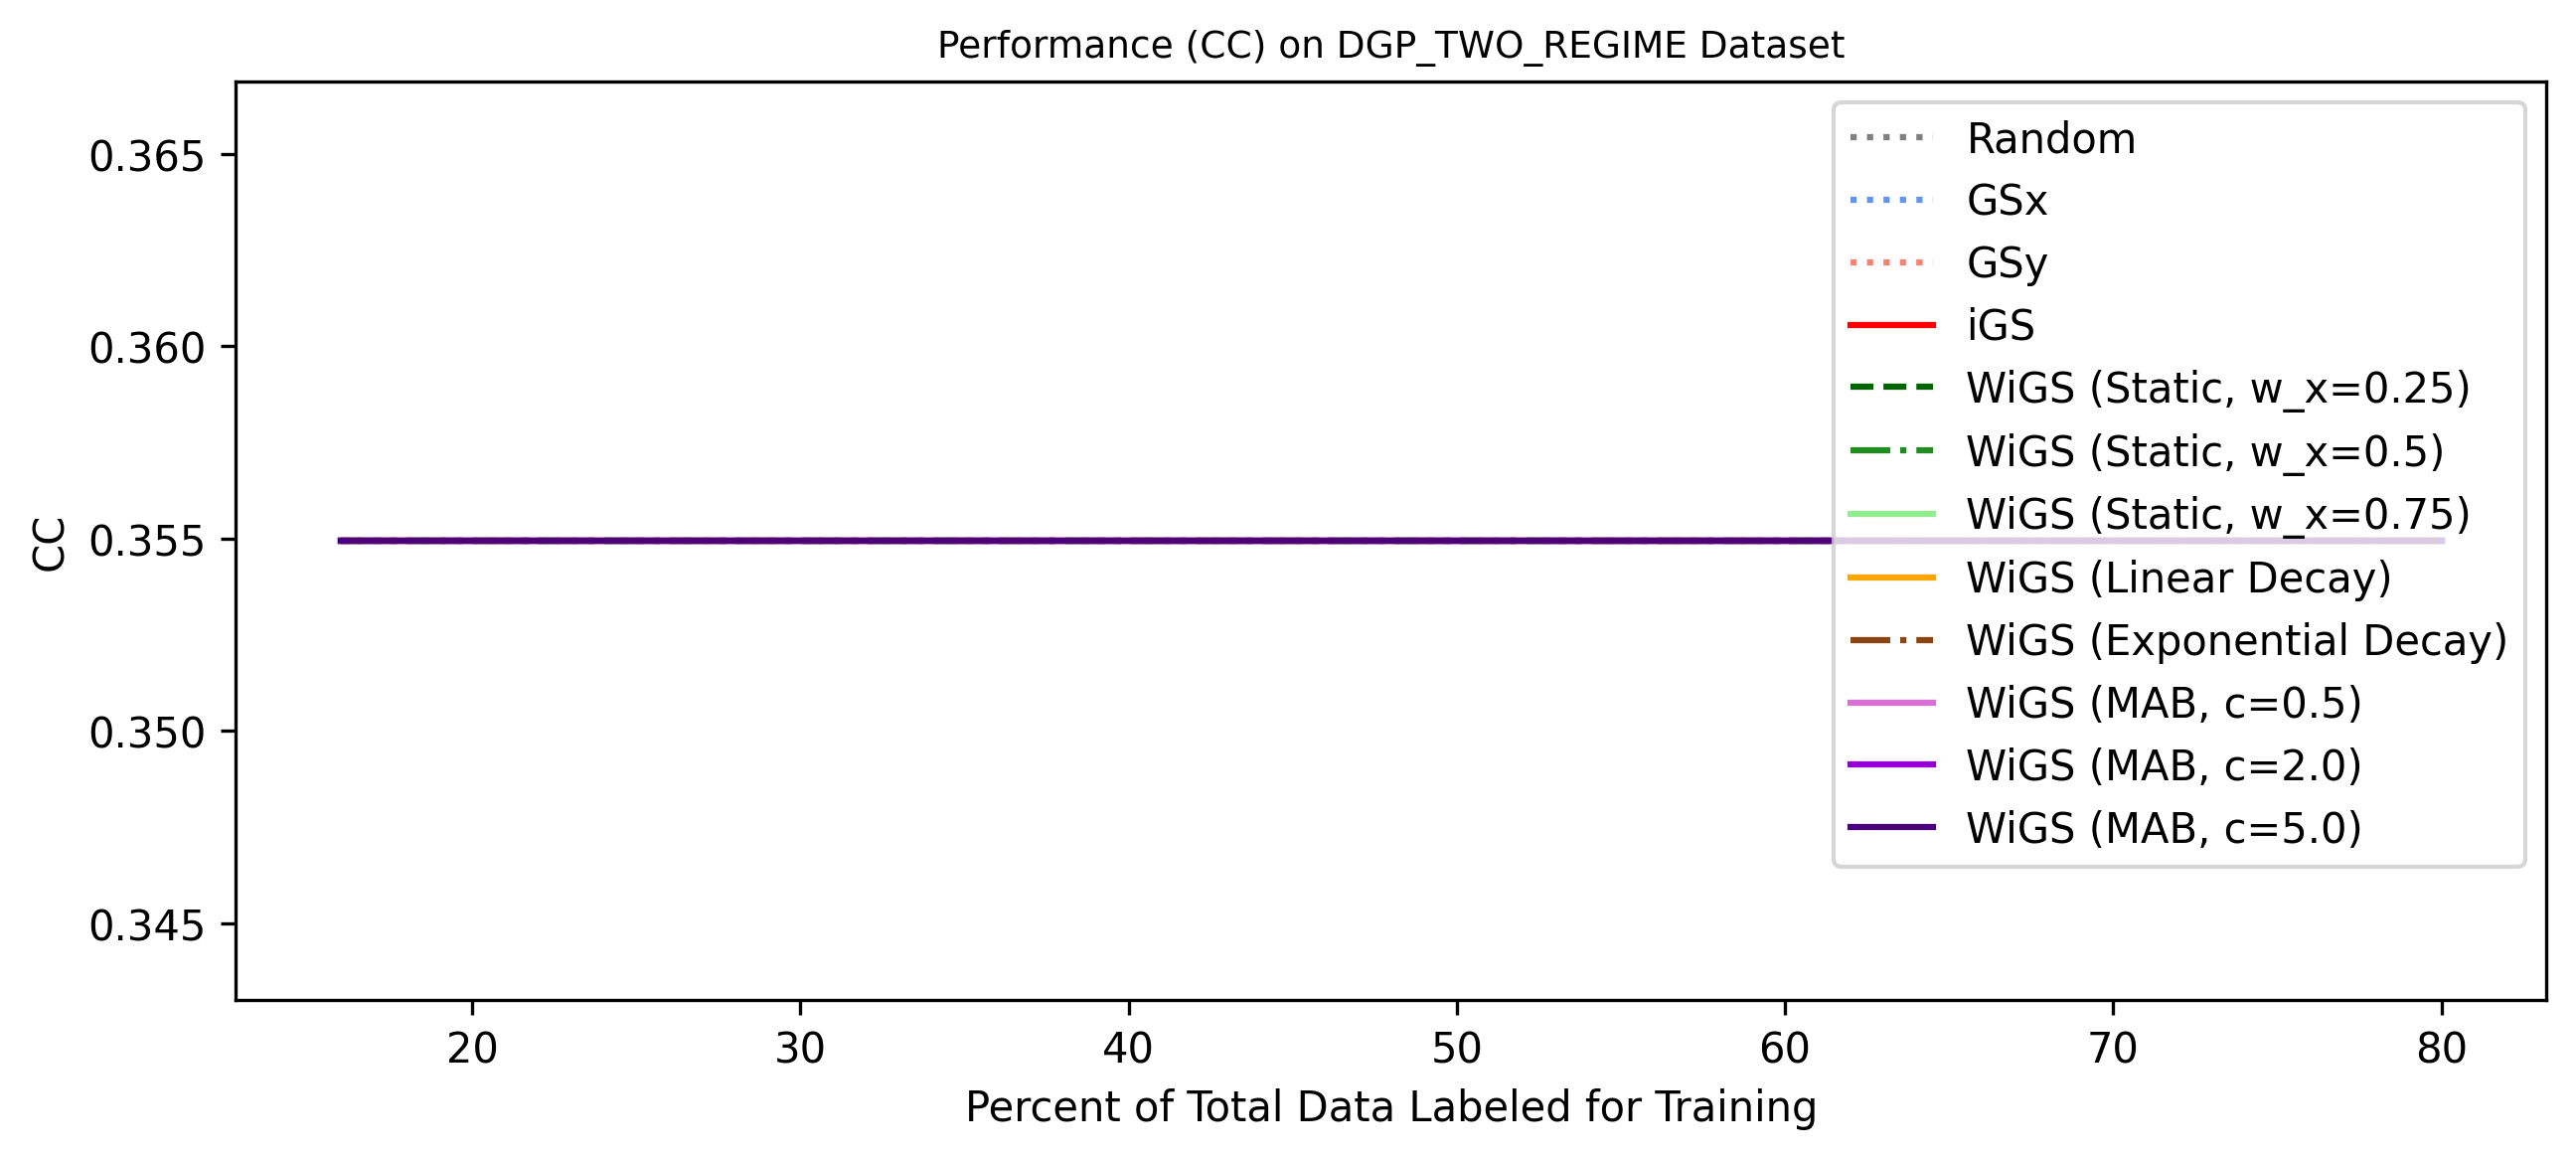 Performance (CC) on DGP_TWO_REGIME Dataset
0.365
0.360
0.355
0.350
0.345
CC
Random
GSx
GSy
iGS
WiGS (Static, w_x=0.25)
WiGS (Static, w_x=0.5)
WiGS (Static, w_x=0.75)
WiGS (Linear Decay)
WiGS (Exponential Decay)
WiGS (MAB, c=0.5)
WiGS (MAB, c=2.0)
WiGS (MAB, c=5.0)
20 30 40 50 60 70 80
Percent of Total Data Labeled for Training